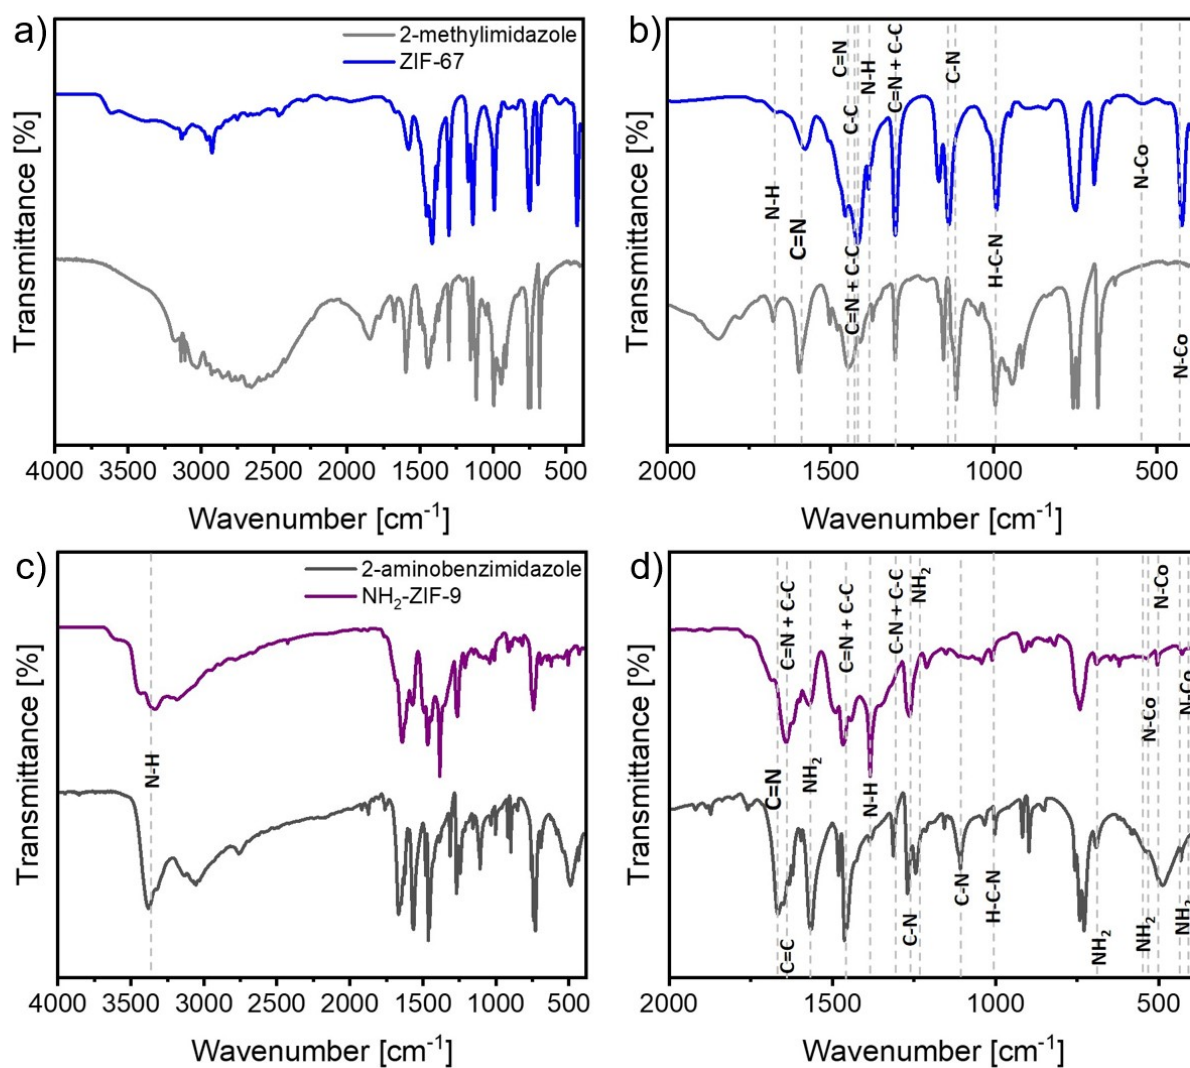 a)
2-methylimidazole
ZIF-67
Transmittance [%]
4000 3500 3000 2500 2000 1500 1000 500
Wavenumber [cm-1]
b)
C=N
C-C
N-H
C=N + C-C
C-N
N-H
C=N
C=N + C-C
H-C-N
N-Co
N-Co
Transmittance [%]
2000 1500 1000 500
Wavenumber [cm-1]
c)
2-aminobenzimidazole
NH2-ZIF-9
N-H
Transmittance [%]
4000 3500 3000 2500 2000 1500 1000 500
Wavenumber [cm-1]
d)
C=N + C-C
C=N + C-C
C-N + C-C
NH2
N-Co
C=N
NH2
N-H
N-Co
N-Co
C=C
C-N
C-N
H-C-N
NH2
NH2
NH2
Transmittance [%]
2000 1500 1000 500
Wavenumber [cm-1]